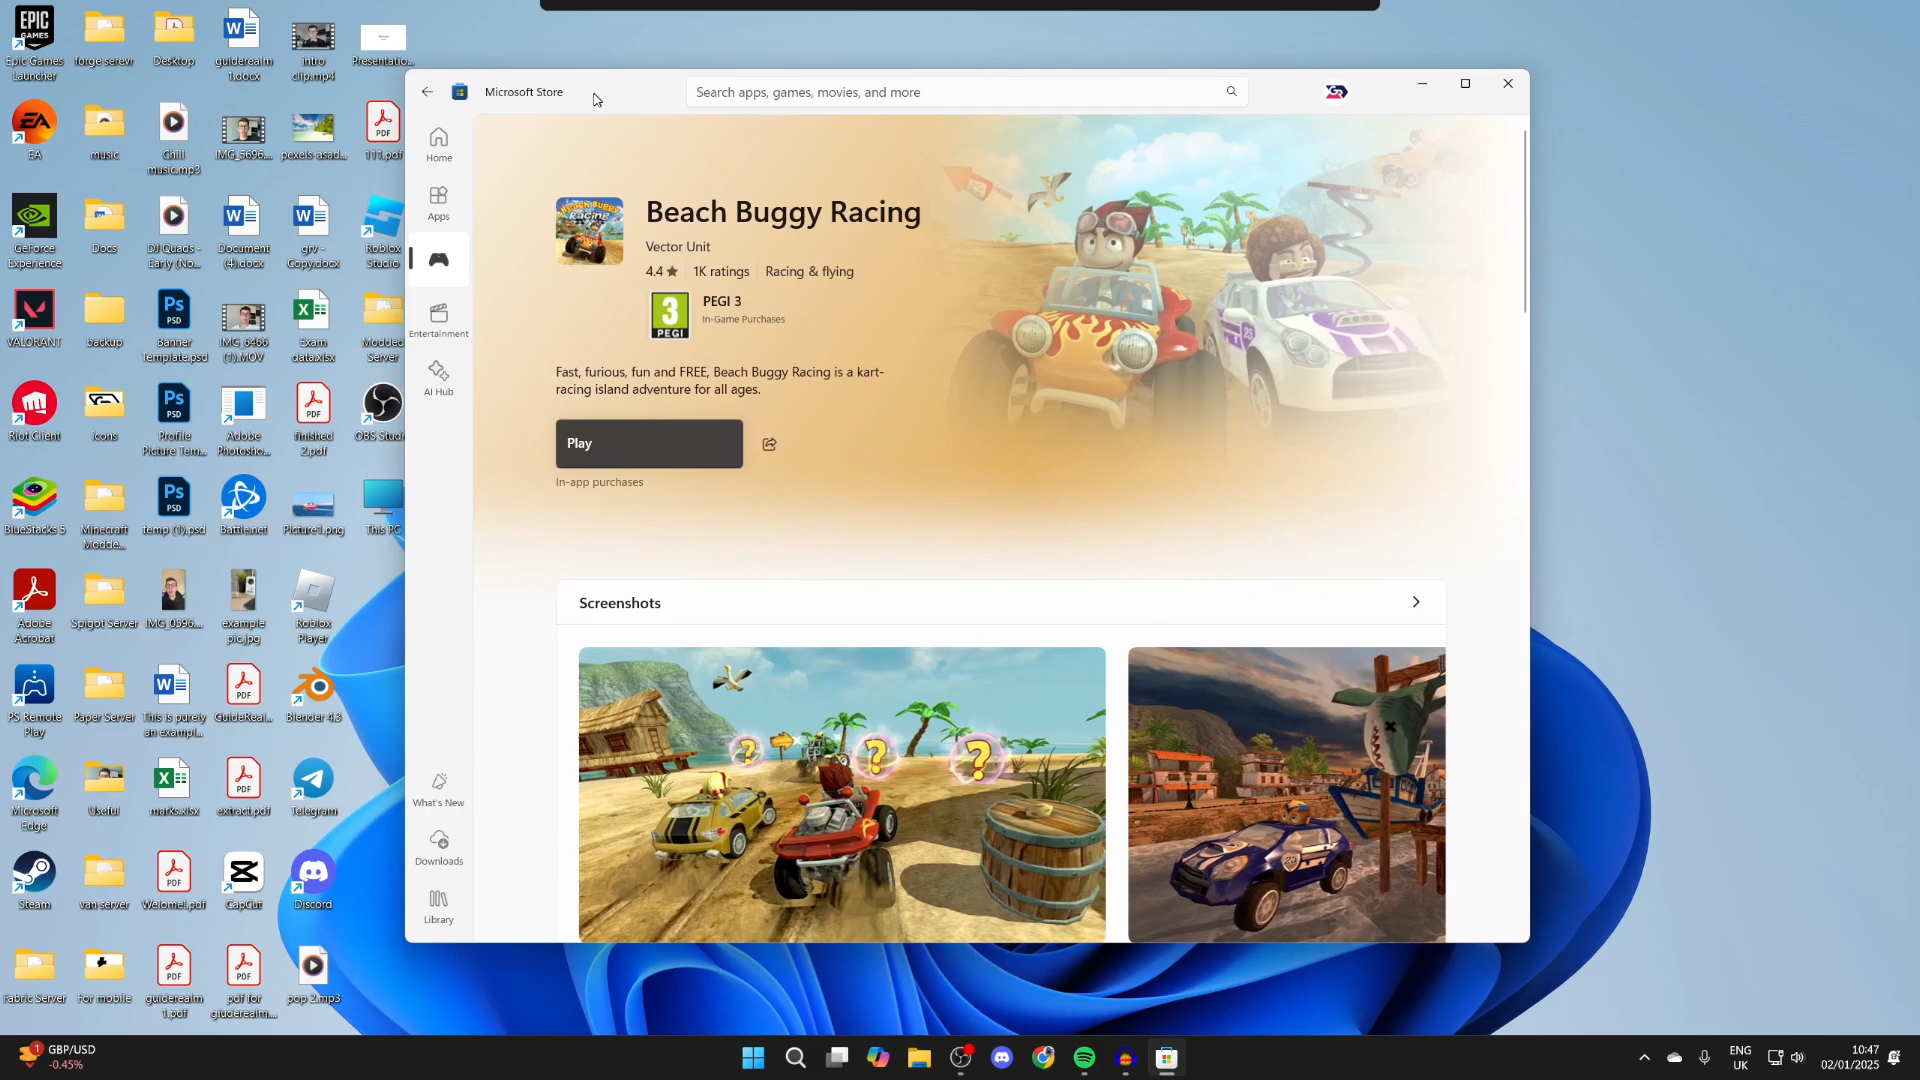 Epic Games
Launcher
forge serevr
Desktop
guiderealm
1.docx
intro
clip.mp4
Presentatio...
EA
music
Chill
music.mp3
IMG_5696...
pexels-asad...
111.pdf
GeForce
Experience
Docs
DJ Quads -
Early (No...
Document
(4).docx
grv -
Copy.docx
Roblox
Studio
VALORANT
backup
Banner
Template.psd
IMG_6466
(1).MOV
Exam
data.xlsx
Modded
Server
Riot Client
icons
Profile
Picture Tem...
Adobe
Photosho...
finished
2.pdf
OBS Studi
BlueStacks 5
Minecraft
Modde...
temp (1).psd
Battle.net
Picture1.png
This PC
Adobe
Acrobat
Spigot Server
IMG_0596...
example
pic.jpg
Roblox
Player
PS Remote
Play
Paper Server
This is purely
an exampl...
GuideReal...
Blender 4.3
Microsoft
Edge
Useful
marks.xlsx
extract.pdf
Telegram
Steam
van server
Welome!.pdf
CapCut
Discord
Fabric Server
For mobile
guiderealm
1.pdf
pdf for
giuderealm...
pop 2.mp3
Microsoft Store
Search apps, games, movies, and more
Home
Apps
Entertainment
AI Hub
What's New
Downloads
Library
Beach Buggy Racing
Vector Unit
4.4 ★ 1K ratings Racing & flying
3
PEGI
PEGI 3
In-Game Purchases
Fast, furious, fun and FREE, Beach Buggy Racing is a kart-
racing island adventure for all ages.
Play
In-app purchases
Screenshots
GBP/USD
-0.45%
ENG
UK
10:47
02/01/2025